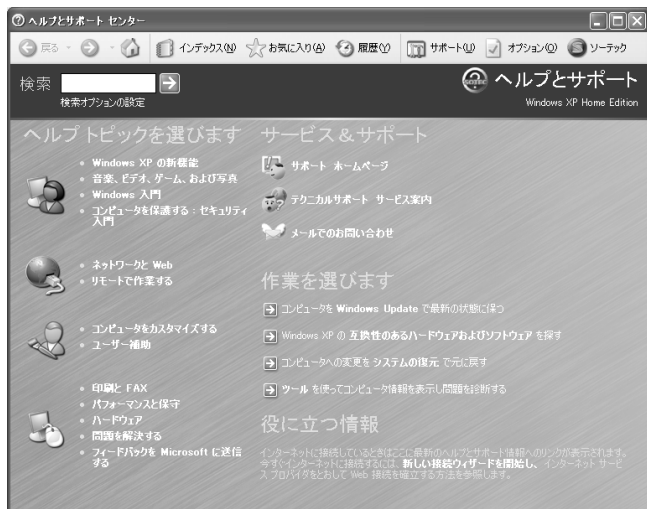 ヘルプとサポート センター
戻る
インデックス(N)
お気に入り(A)
履歴(Y)
サポート(U)
オプション(O)
ソーテック
検索
検索オプションの設定
SOTEC
ヘルプとサポート
Windows XP Home Edition
ヘルプ トピックを選びます
Windows XP の新機能
音楽、ビデオ、ゲーム、および写真
Windows 入門
コンピュータを保護する : セキュリティ
入門
ネットワークと Web
リモートで作業する
コンピュータをカスタマイズする
ユーザー補助
印刷と FAX
パフォーマンスと保守
ハードウェア
問題を解決する
フィードバックを Microsoft に送信
する
サービス&サポート
サポート ホームページ
テクニカルサポート サービス案内
メールでのお問い合わせ
作業を選びます
コンピュータを Windows Update で最新の状態に保つ
Windows XP の 互換性のあるハードウェアおよびソフトウェア を探す
コンピュータへの変更を システムの復元 で元に戻す
ツール を使ってコンピュータ情報を表示し問題を診断する
役に立つ情報
インターネットに接続しているときはここに最新のヘルプとサポート情報へのリンクが表示されます。
今すぐインターネットに接続するには、新しい接続ウィザードを開始し、インターネット サービ
ス プロバイダをとおして Web 接続を確立する方法を参照します。